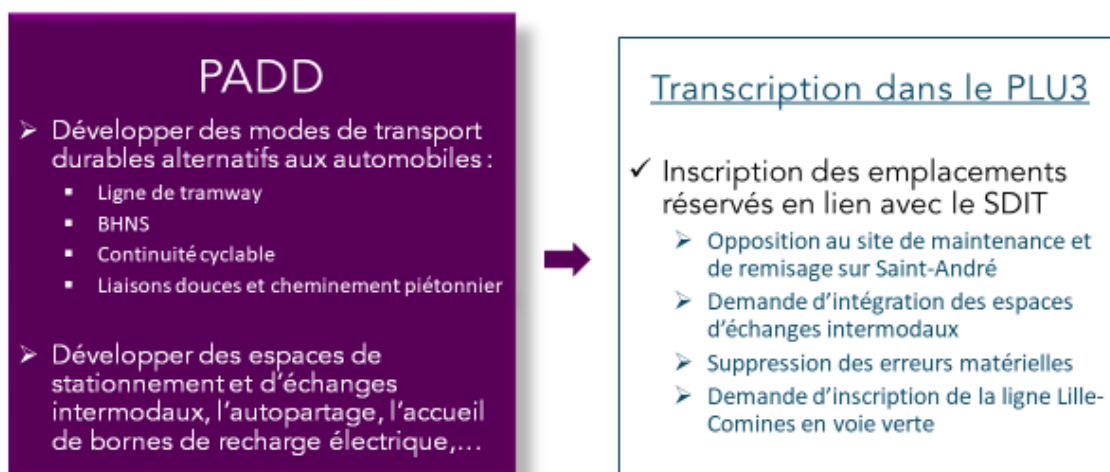 PADD
➤ Développer des modes de transport
durables alternatifs aux automobiles :
▪ Ligne de tramway
▪ BHNS
▪ Continuité cyclable
▪ Liaisons douces et cheminement piétonnier
➤ Développer des espaces de
stationnement et d’échanges
intermodaux, l’autopartage, l’accueil
de bornes de recharge électrique,…
Transcription dans le PLU3
✓ Inscription des emplacements
réservés en lien avec le SDIT
➤ Opposition au site de maintenance et
de remisage sur Saint-André
➤ Demande d’intégration des espaces
d’échanges intermodaux
➤ Suppression des erreurs matérielles
➤ Demande d’inscription de la ligne Lille-
Comines en voie verte